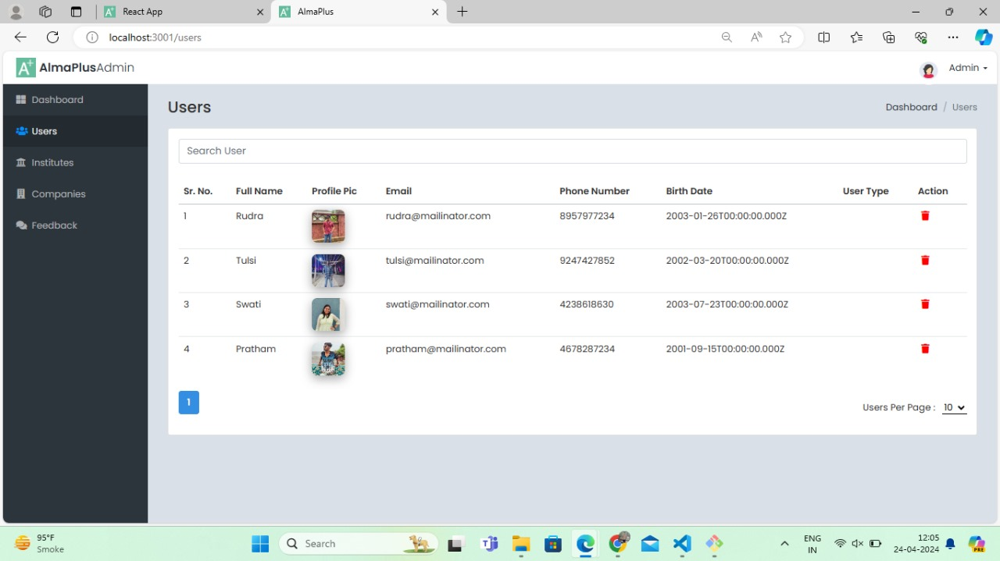 React App
AlmaPlus
localhost:3001/users
AlmaPlusAdmin
Admin
Dashboard
Users
Institutes
Companies
Feedback
Users
Dashboard / Users
Search User
Sr. No. Full Name Profile Pic Email Phone Number Birth Date User Type Action
1 Rudra rudra@mailinator.com 8957977234 2003-01-26T00:00:00.000Z
2 Tulsi tulsi@mailinator.com 9247427852 2002-03-20T00:00:00.000Z
3 Swati swati@mailinator.com 4238618630 2003-07-23T00:00:00.000Z
4 Pratham pratham@mailinator.com 4678287234 2001-09-15T00:00:00.000Z
1
Users Per Page : 10
95°F
Smoke
Search
ENG
IN
12:05
24-04-2024
PRE